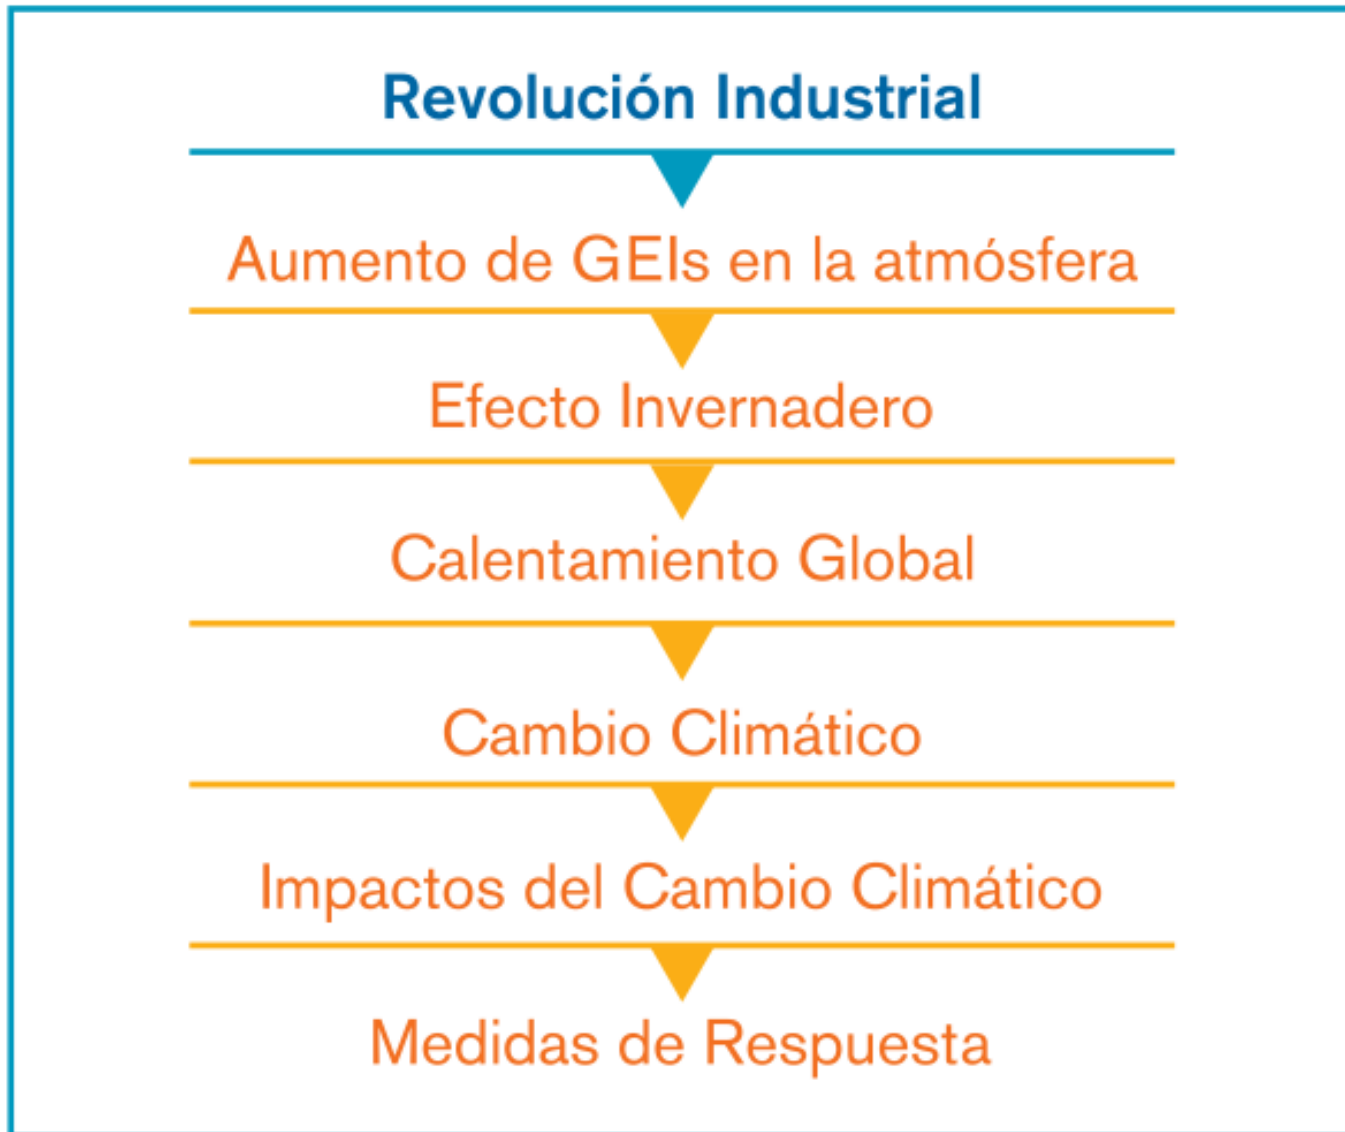 Revolución Industrial
Aumento de GEIs en la atmósfera
Efecto Invernadero
Calentamiento Global
Cambio Climático
Impactos del Cambio Climático
Medidas de Respuesta